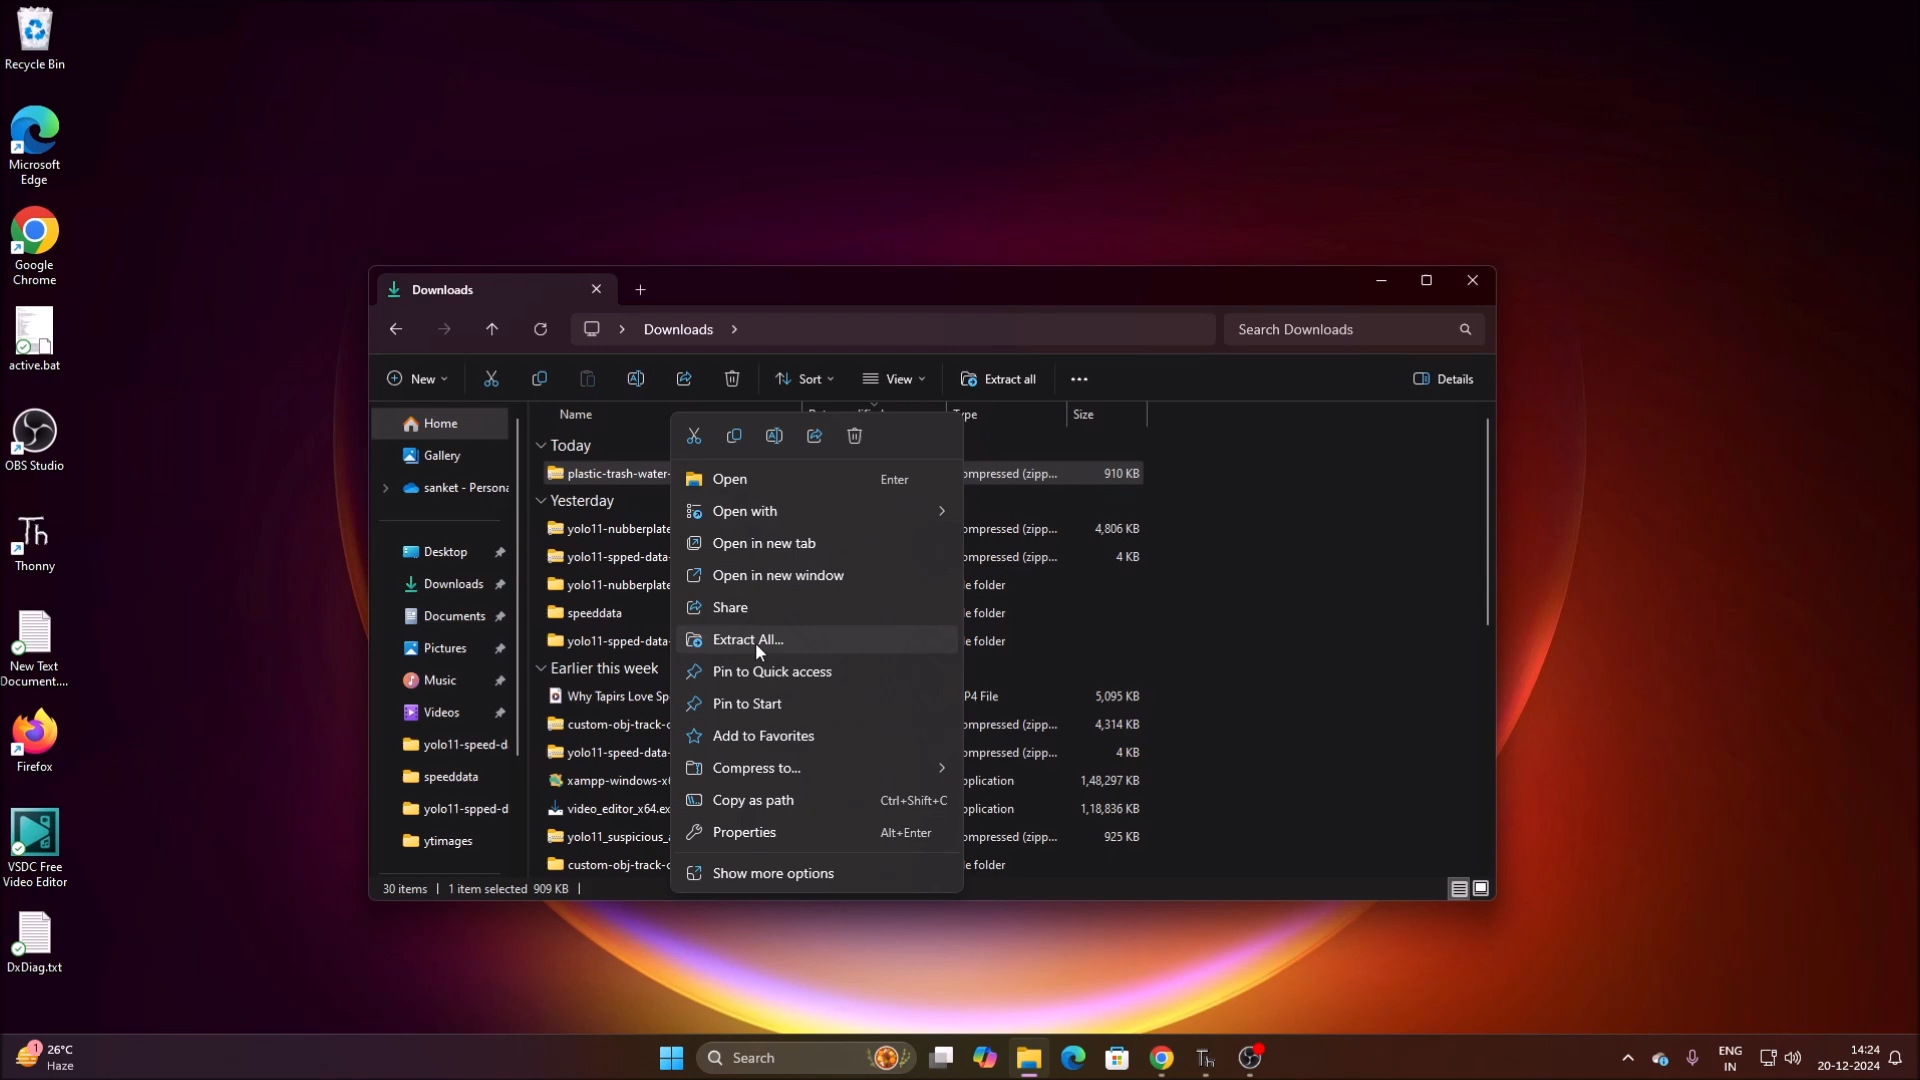 Recycle Bin
Microsoft
Edge
Google
Chrome
active.bat
OBS Studio
Thonny
New Text
Document....
Firefox
VSDC Free
Video Editor
DxDiag.txt
Downloads
Downloads
Search Downloads
New
Sort
View
Extract all
Details
Home
Gallery
sanket - Persona
Desktop
Downloads
Documents
Pictures
Music
Videos
yolo11-speed-d
speeddata
yolo11-spped-d
ytimages
Name
Size
Today
plastic-trash-water-
ompressed (zipp...
910 KB
Yesterday
yolo11-nubberplate
ompressed (zipp...
4,806 KB
yolo11-spped-data-
ompressed (zipp...
4 KB
yolo11-nubberplate
e folder
speeddata
e folder
yolo11-spped-data-
e folder
Earlier this week
Why Tapirs Love Sp
P4 File
5,095 KB
custom-obj-track-c
ompressed (zipp...
4,314 KB
yolo11-speed-data-
ompressed (zipp...
4 KB
xampp-windows-x6
pplication
1,48,297 KB
video_editor_x64.ex
pplication
1,18,836 KB
yolo11_suspicious_a
ompressed (zipp...
925 KB
custom-obj-track-c
e folder
Open
Enter
Open with
Open in new tab
Open in new window
Share
Extract All...
Pin to Quick access
Pin to Start
Add to Favorites
Compress to...
Copy as path
Ctrl+Shift+C
Properties
Alt+Enter
Show more options
30 items
1 item selected 909 KB
1
26°C
Haze
Search
Th
ENG
IN
14:24
20-12-2024